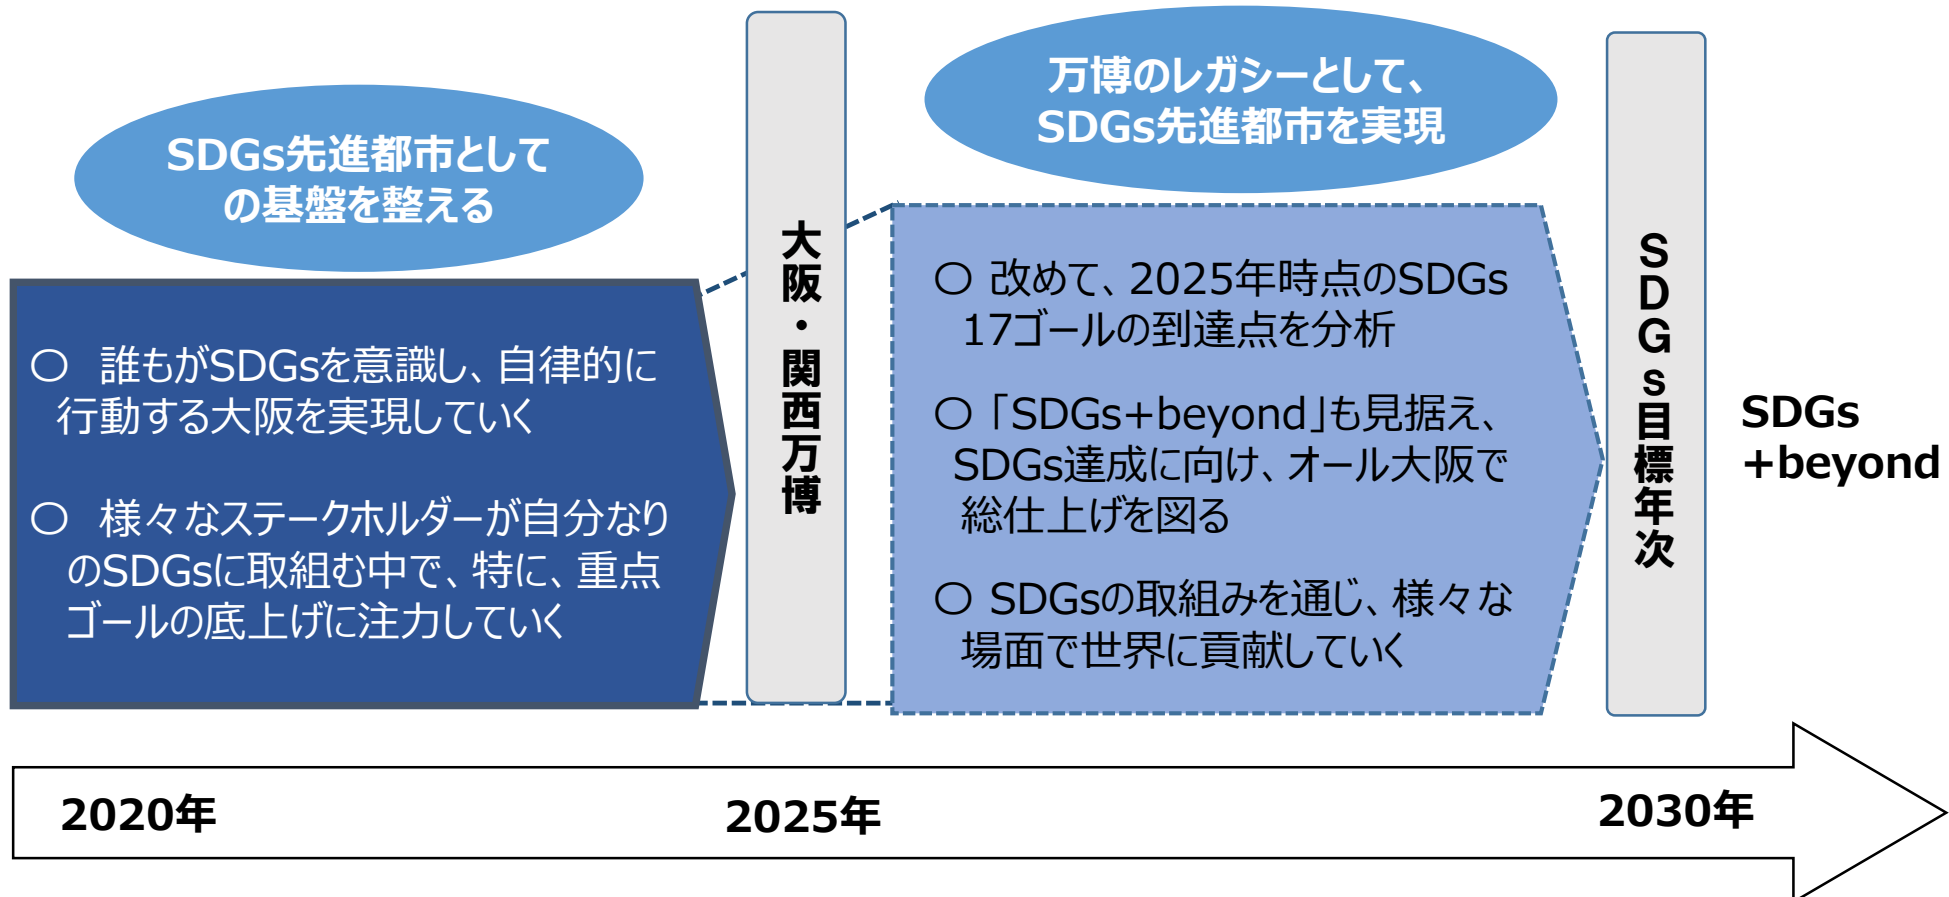 SDGs先進都市として
の基盤を整える
〇 誰もがSDGsを意識し、自律的に
行動する大阪を実現していく
〇 様々なステークホルダーが自分なり
のSDGsに取組む中で、特に、重点
ゴールの底上げに注力していく
大阪・関西万博
万博のレガシーとして、
SDGs先進都市を実現
〇 改めて、2025年時点のSDGs
17ゴールの到達点を分析
〇「SDGs+beyond」も見据え、
SDGs達成に向け、オール大阪で
総仕上げを図る
〇 SDGsの取組みを通じ、様々な
場面で世界に貢献していく
SDGs目標年次
SDGs
+beyond
2020年
2025年
2030年